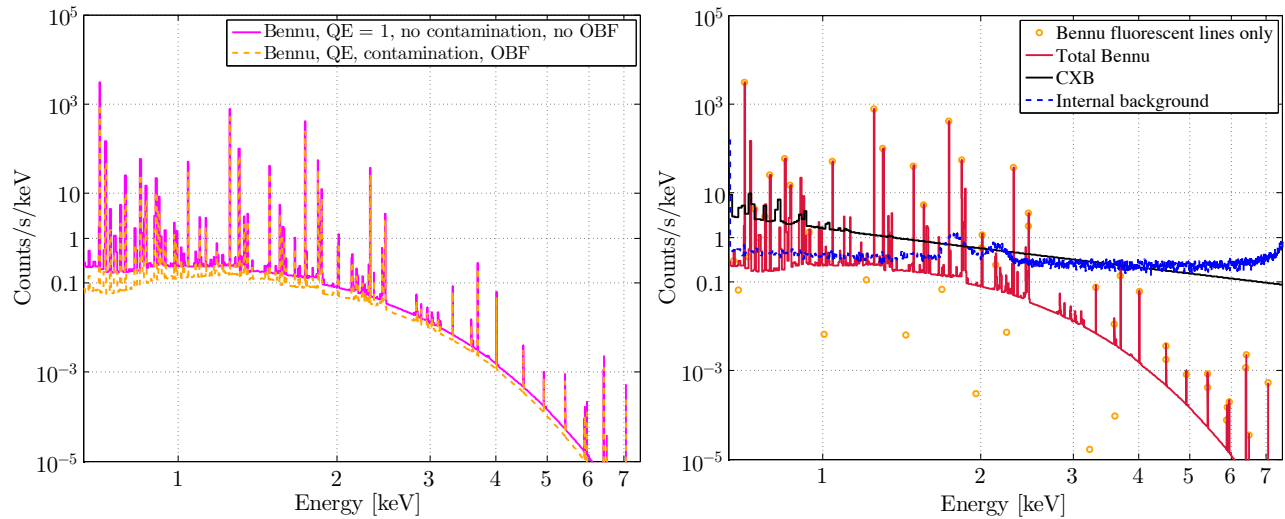 Bennu, QE = 1, no contamination, no OBF
Bennu, QE, contamination, OBF
10^5
10^3
10
1
0.1
10^−3
10^−5
Counts/s/keV
1 2 3 4 5 6 7
Energy [keV]
Bennu fluorescent lines only
Total Bennu
CXB
Internal background
10^5
10^3
10
1
0.1
10^−3
10^−5
Counts/s/keV
1 2 3 4 5 6 7
Energy [keV]